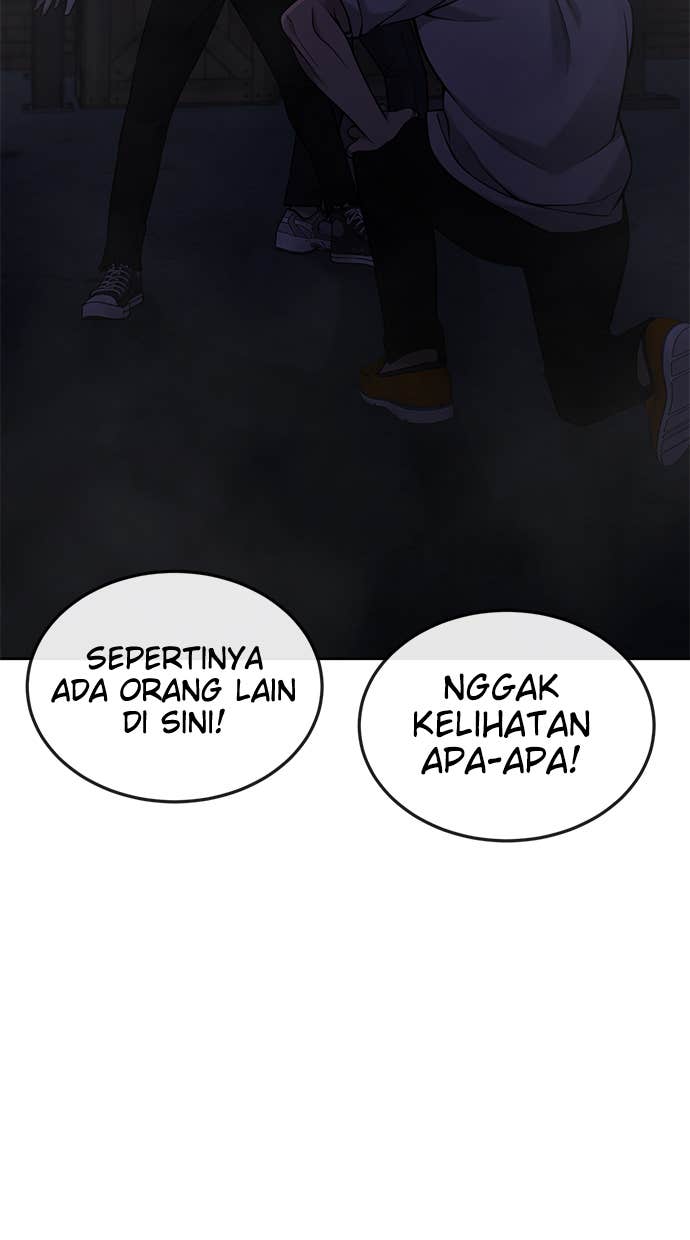 SEPERTINYA
ADA ORANG LAIN
DI SINI!
NGGAK
KELIHATAN
APA-APA!